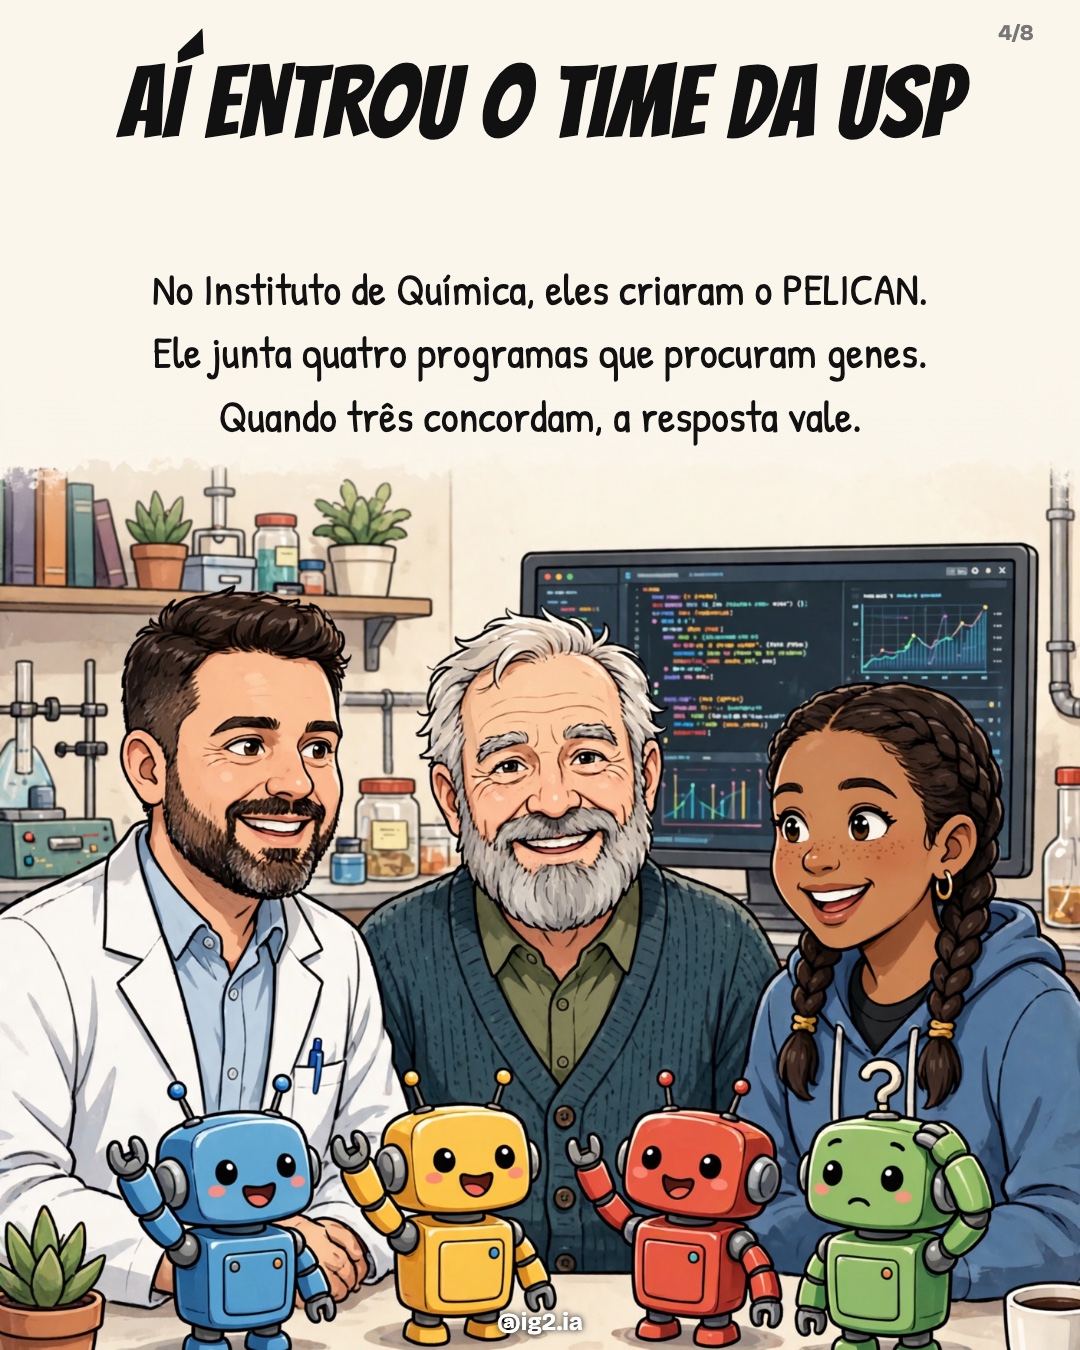 4/8
AÍ ENTROU O TIME DA USP
No Instituto de Química, eles criaram o PELICAN.
Ele junta quatro programas que procuram genes.
Quando três concordam, a resposta vale.
?
@ig2.ia